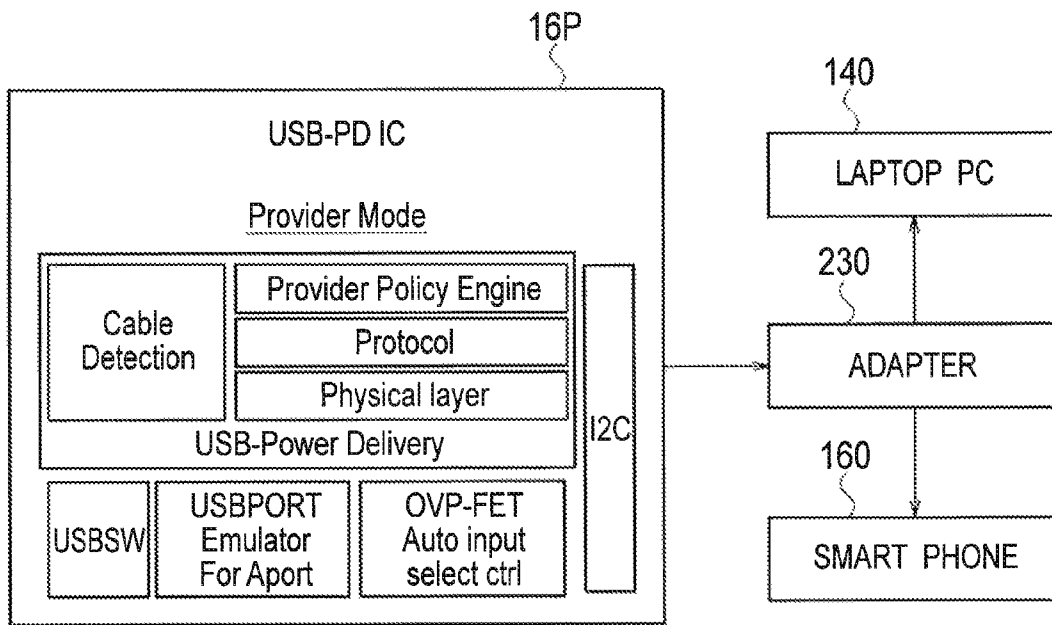 16P
USB-PD IC
Provider Mode
Cable
Detection
Provider Policy Engine
Protocol
Physical layer
USB-Power Delivery
I2C
USBSW
USBPORT
Emulator
For Aport
OVP-FET
Auto input
select ctrl
140
LAPTOP PC
230
ADAPTER
160
SMART PHONE